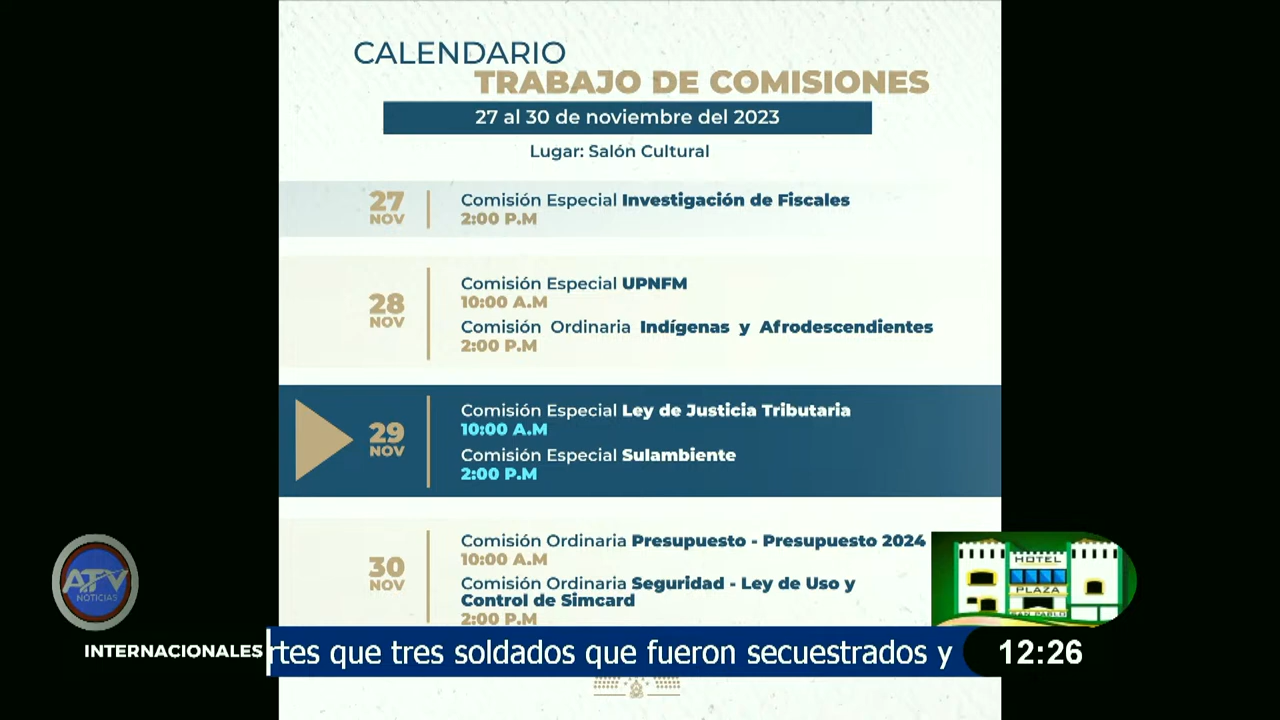 CALENDARIO
TRABAJO DE COMISIONES
27 al 30 de noviembre del 2023
Lugar: Salón Cultural
27
NOV
Comisión Especial Investigación de Fiscales
2:00 P.M
28
NOV
Comisión Especial UPNFM
10:00 A.M
Comisión Ordinaria Indígenas y Afrodescendientes
2:00 P.M
29
NOV
Comisión Especial Ley de Justicia Tributaria
10:00 A.M
Comisión Especial Sulambiente
2:00 P.M
30
NOV
Comisión Ordinaria Presupuesto - Presupuesto 2024
10:00 A.M
Comisión Ordinaria Seguridad - Ley de Uso y
Control de Simcard
2:00 P.M
ATV
NOTICIAS
HOTEL
PLAZA
SAN PABLO
INTERNACIONALES
rtes que tres soldados que fueron secuestrados y
12:26